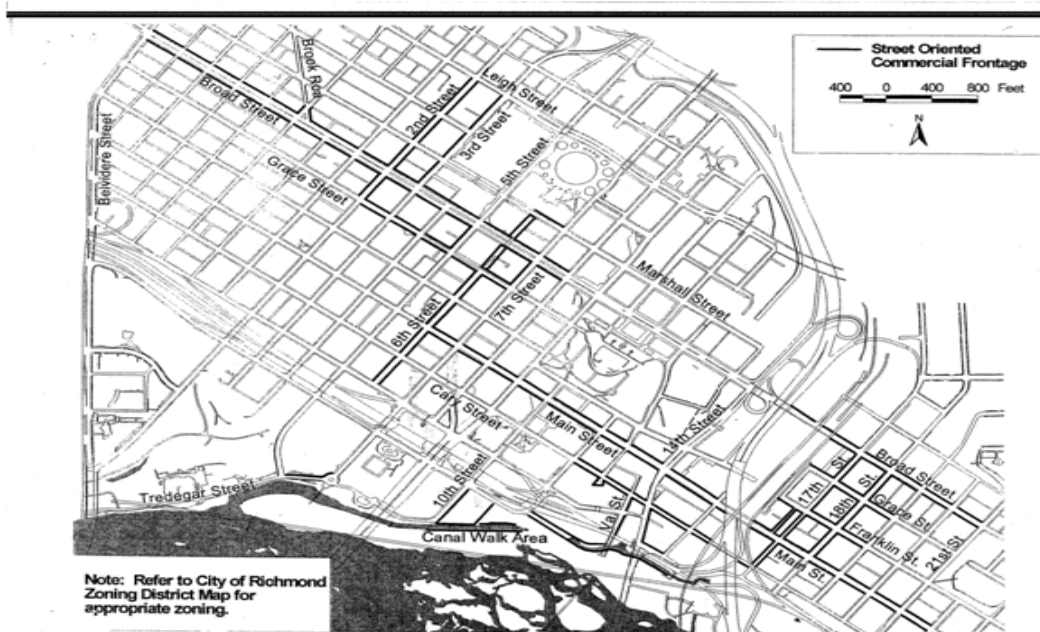 Street Oriented
Commercial Frontage
400 0 400 800 Feet
N
Brook Roa
Broad Street
2nd Street
Leigh Street
3rd Street
5th Street
Belvidere Street
Grace Street
Marshall Street
7th Street
6th Street
Cary Street
Main Street
14th Street
10th Street
Tredegar Street
Va St.
Canal Walk Area
17th St.
18th St.
Broad Street
Grace St.
Franklin St.
21st St.
Main St.
Note: Refer to City of Richmond
Zoning District Map for
appropriate zoning.